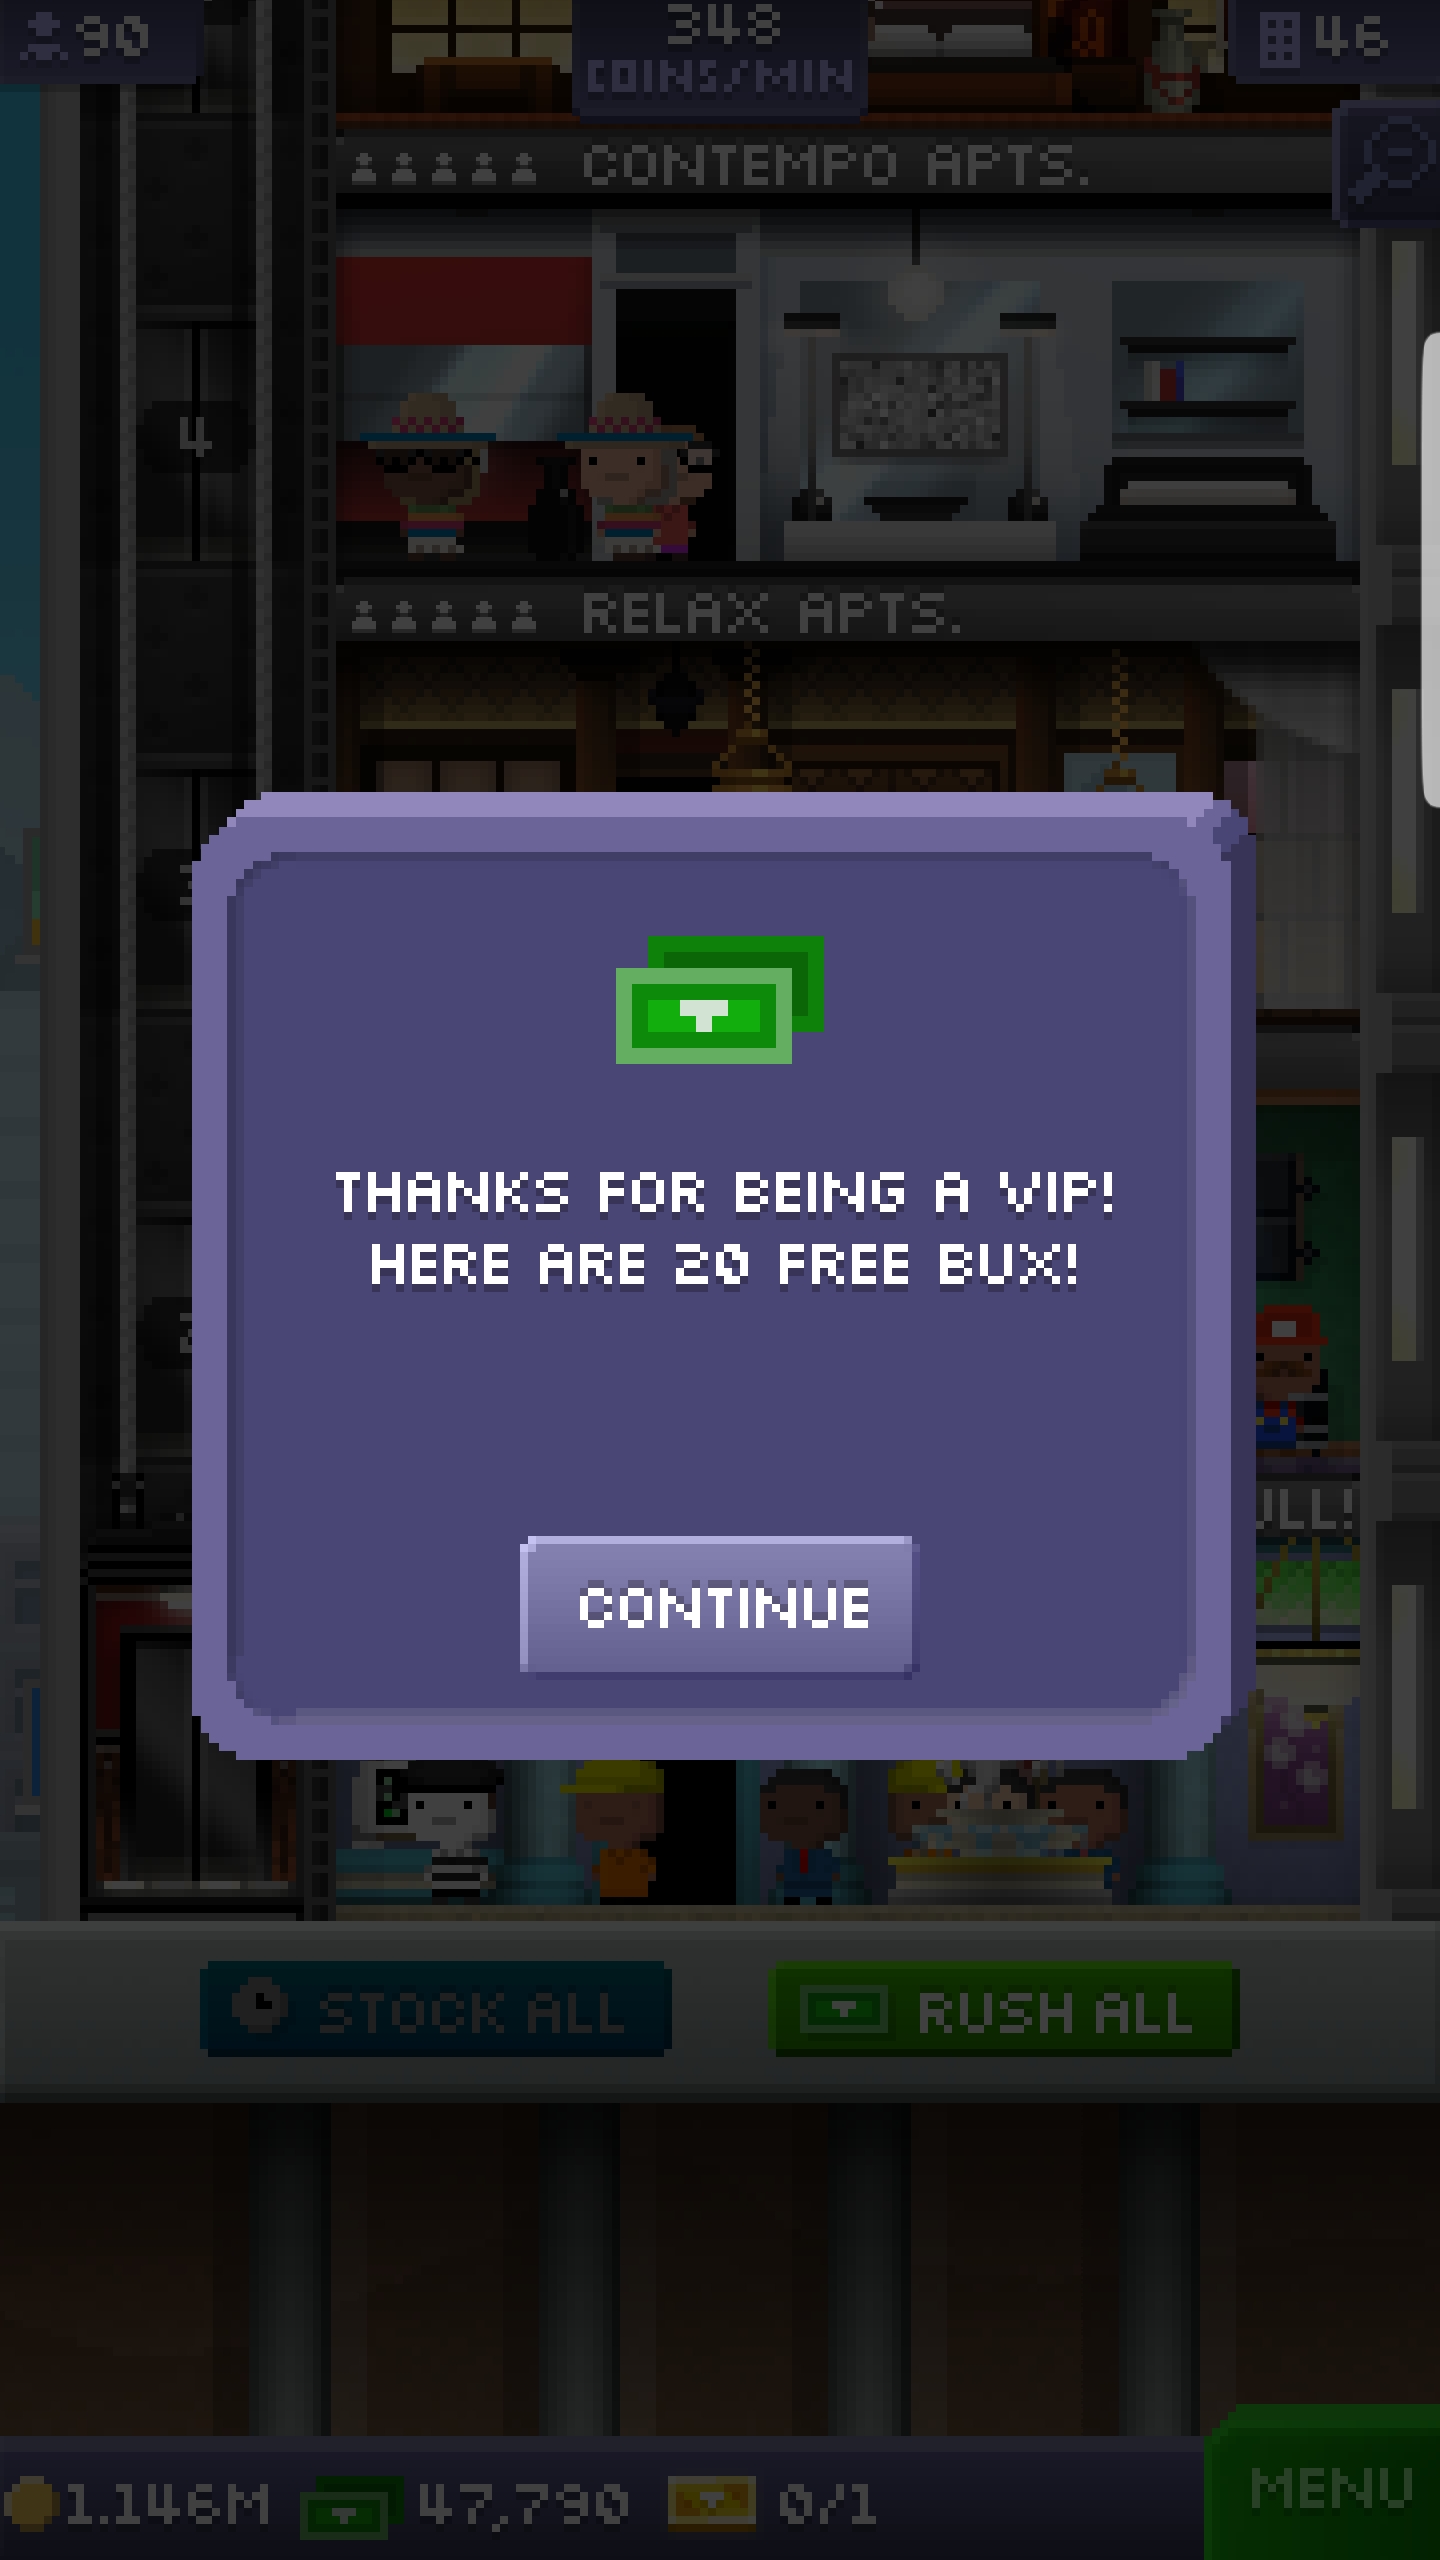 90
348
COINS/MIN
46
CONTEMPO APTS.
4
RELAX APTS.
THANKS FOR BEING A VIP!
HERE ARE 20 FREE BUX!
CONTINUE
STOCK ALL
RUSH ALL
1.146M
47,790
0/1
MENU